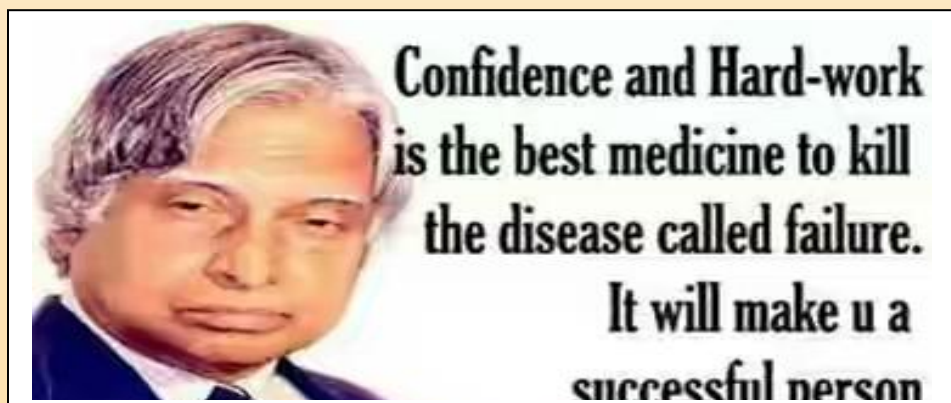 Confidence and Hard-work
is the best medicine to kill
the disease called failure.
It will make u a
successful person